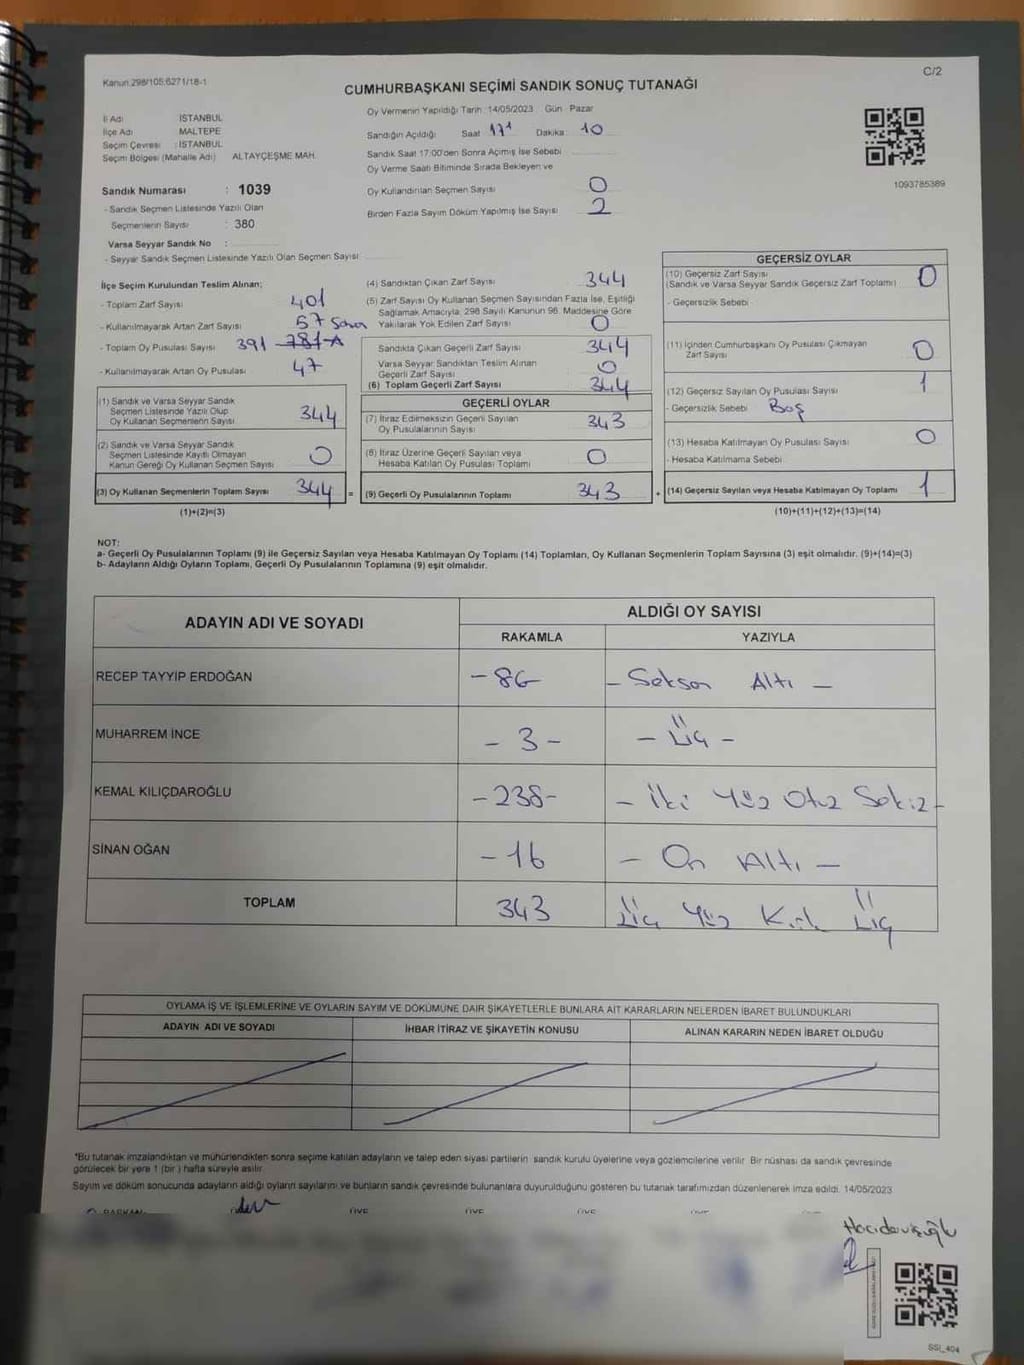 Kanun:298/105:6271/18-1
C/2
CUMHURBAŞKANI SEÇİMİ SANDIK SONUÇ TUTANAĞI
Oy Vermenin Yapıldığı Tarih : 14/05/2023 Gün : Pazar
İl Adı İSTANBUL
İlçe Adı MALTEPE
Seçim Çevresi : İSTANBUL
Seçim Bölgesi (Mahalle Adı) ALTAYÇEŞME MAH.
Sandığın Açıldığı Saat 17 Dakika 10
Sandık Saat 17:00'den Sonra Açımış İse Sebebi
Oy Verme Saati Bitiminde Sırada Bekleyen ve
Oy Kullandırılan Seçmen Sayısı 0
Birden Fazla Sayım Döküm Yapılmış İse Sayısı 2
1093785389
Sandık Numarası : 1039
- Sandık Seçmen Listesinde Yazılı Olan
Seçmenlerin Sayısı : 380
Varsa Seyyar Sandık No :
- Seyyar Sandık Seçmen Listesinde Yazılı Olan Seçmen Sayısı
İlçe Seçim Kurulundan Teslim Alınan;
- Toplam Zarf Sayısı 401
- Kullanılmayarak Artan Zarf Sayısı 57
- Toplam Oy Pusulası Sayısı 391
- Kullanılmayarak Artan Oy Pusulası 47
(1) Sandık ve Varsa Seyyar Sandık
Seçmen Listesinde Yazılı Olup
Oy Kullanan Seçmenlerin Sayısı 344
(2) Sandık ve Varsa Seyyar Sandık
Seçmen Listesinde Kayıtlı Olmayan
Kanun Gereği Oy Kullanan Seçmen Sayısı 0
(3) Oy Kullanan Seçmenlerin Toplam Sayısı 344 =
(1)+(2)=(3)
(4) Sandıktan Çıkan Zarf Sayısı 344
(5) Zarf Sayısı Oy Kullanan Seçmen Sayısından Fazla İse, Eşitliği
Sağlamak Amacıyla; 298 Sayılı Kanunun 98. Maddesine Göre
Yakılarak Yok Edilen Zarf Sayısı 0
Sandıkta Çıkan Geçerli Zarf Sayısı 344
Varsa Seyyar Sandıktan Teslim Alınan
Geçerli Zarf Sayısı 0
(6) Toplam Geçerli Zarf Sayısı 344
GEÇERLİ OYLAR
(7) İtiraz Edilmeksizin Geçerli Sayılan
Oy Pusulalarının Sayısı 343
(8) İtiraz Üzerine Geçerli Sayılan veya
Hesaba Katılan Oy Pusulası Toplamı 0
(9) Geçerli Oy Pusulalarının Toplamı 343 +
GEÇERSİZ OYLAR
(10) Geçersiz Zarf Sayısı
(Sandık ve Varsa Seyyar Sandık Geçersiz Zarf Toplamı) 0
- Geçersizlik Sebebi
(11) İçinden Cumhurbaşkanı Oy Pusulası Çıkmayan
Zarf Sayısı 0
(12) Geçersiz Sayılan Oy Pusulası Sayısı 1
- Geçersizlik Sebebi Boş
(13) Hesaba Katılmayan Oy Pusulası Sayısı 0
- Hesaba Katılmama Sebebi
(14) Geçersiz Sayılan veya Hesaba Katılmayan Oy Toplamı 1
(10)+(11)+(12)+(13)=(14)
NOT:
a- Geçerli Oy Pusulalarının Toplamı (9) ile Geçersiz Sayılan veya Hesaba Katılmayan Oy Toplamı (14) Toplamları, Oy Kullanan Seçmenlerin Toplam Sayısına (3) eşit olmalıdır. (9)+(14)=(3)
b- Adayların Aldığı Oyların Toplamı, Geçerli Oy Pusulalarının Toplamına (9) eşit olmalıdır.
ADAYIN ADI VE SOYADI ALDIĞI OY SAYISI
RAKAMLA YAZIYLA
RECEP TAYYİP ERDOĞAN - 86 - Seksen Altı -
MUHARREM İNCE - 3 - - Üç -
KEMAL KILIÇDAROĞLU -238- - İki Yüz Otuz Sekiz -
SİNAN OĞAN - 16 - On Altı -
TOPLAM 343 Üç Yüz Kırk Üç
OYLAMA İŞ VE İŞLEMLERİNE VE OYLARIN SAYIM VE DÖKÜMÜNE DAİR ŞİKAYETLERLE BUNLARA AİT KARARLARIN NELERDEN İBARET BULUNDUKLARI
ADAYIN ADI VE SOYADI İHBAR İTİRAZ VE ŞİKAYETİN KONUSU ALINAN KARARIN NEDEN İBARET OLDUĞU
*Bu tutanak imzalandıktan ve mühürlendikten sonra seçime katılan adayların ve talep eden siyasi partilerin sandık kurulu üyelerine veya gözlemcilerine verilir. Bir nüshası da sandık çevresinde
görülecek bir yere 1 (bir) hafta süreyle asılır.
Sayım ve döküm sonucunda adayların aldığı oyların sayılarını ve bunların sandık çevresinde bulunanlara duyurulduğunu gösteren bu tutanak tarafımızdan düzenlenerek imza edildi. 14/05/2023
BAŞKAN ÜYE ÜYE ÜYE
SSI_404